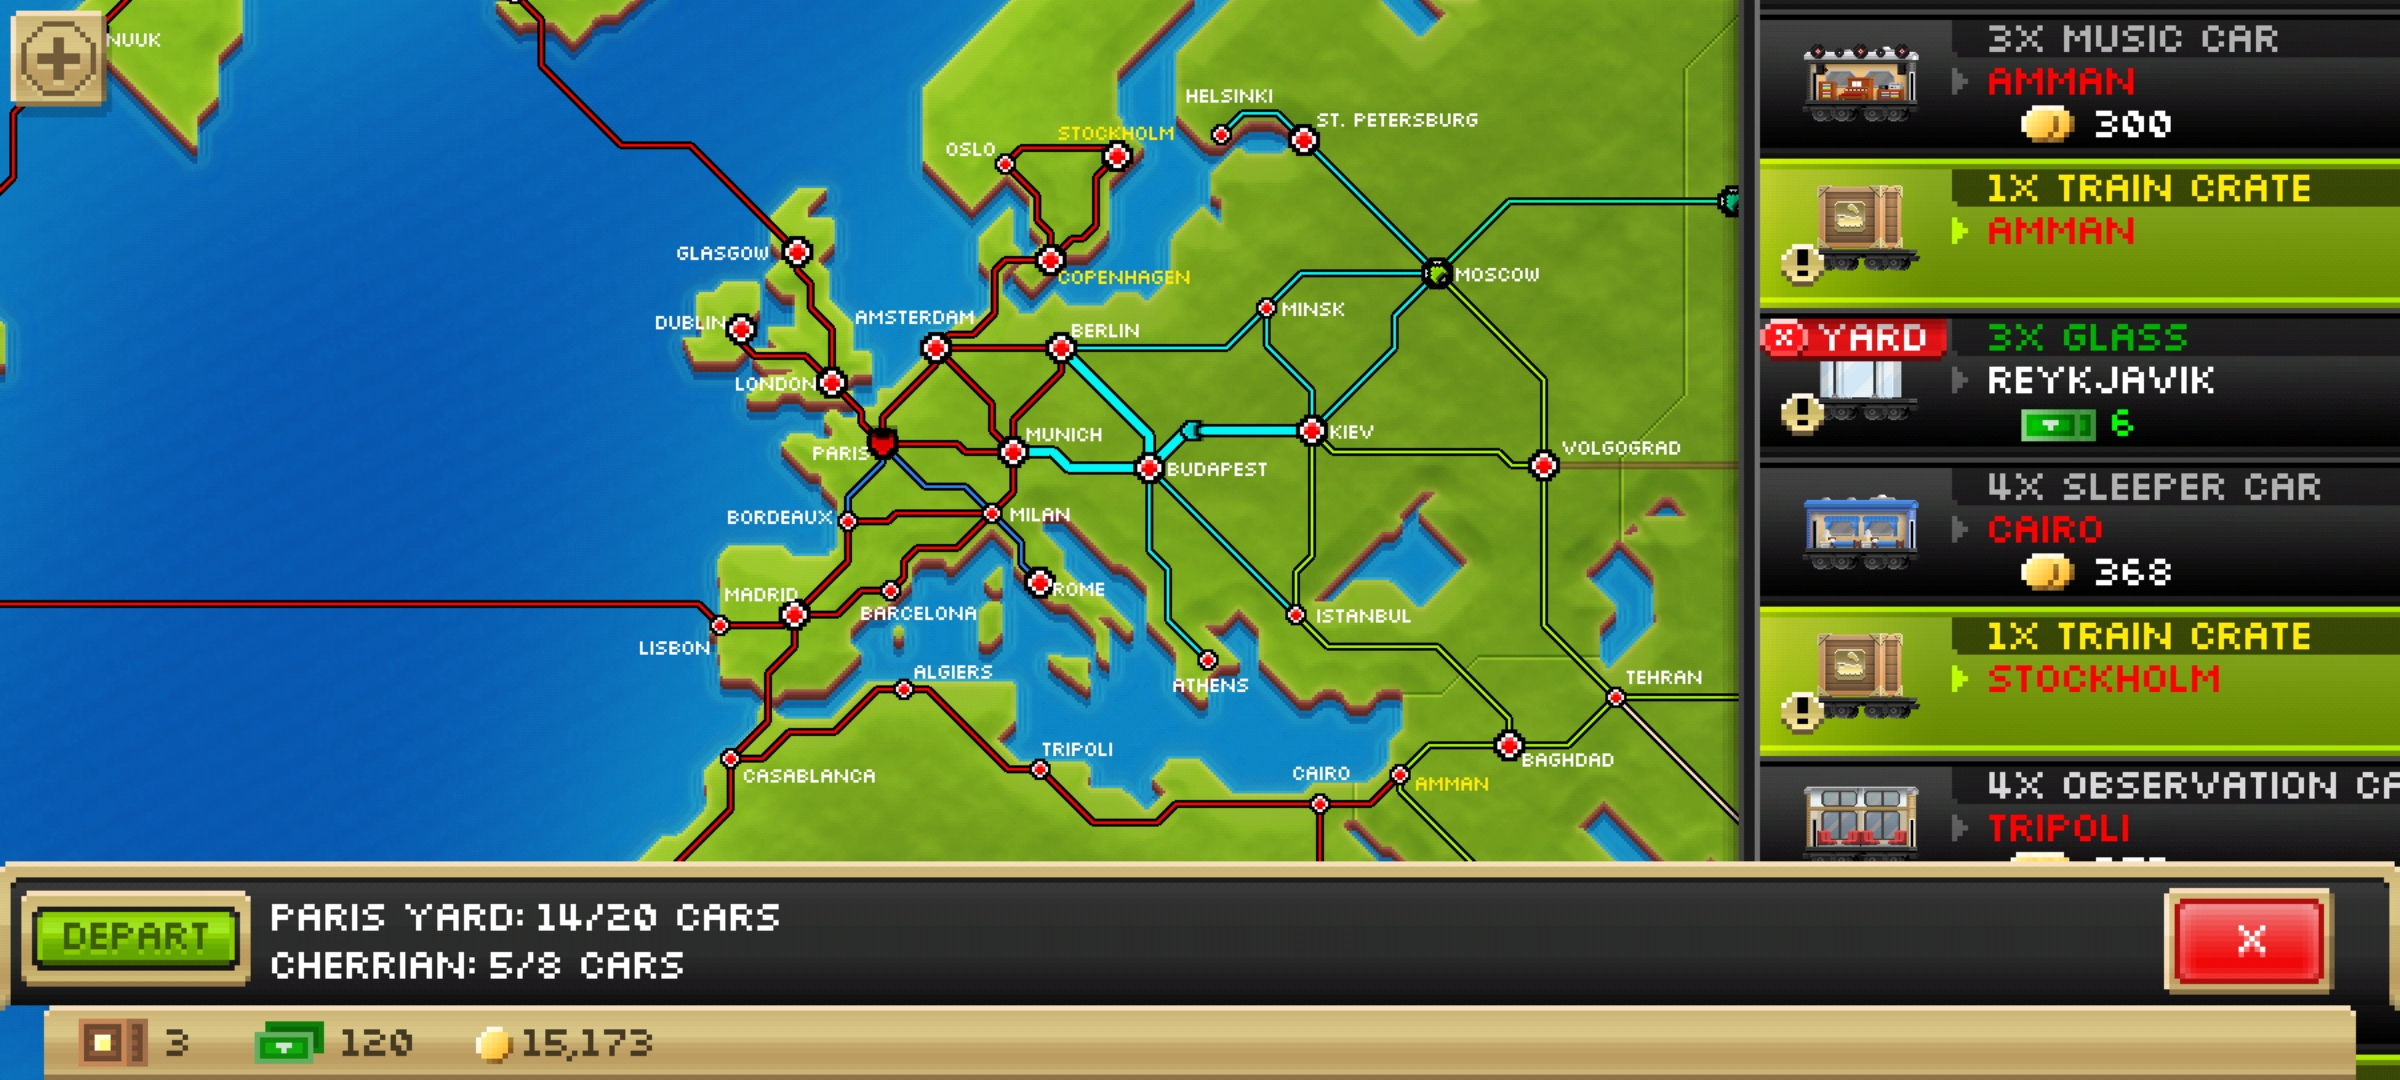 NUUK
HELSINKI
ST. PETERSBURG
STOCKHOLM
OSLO
GLASGOW
COPENHAGEN
MOSCOW
AMSTERDAM
MINSK
DUBLIN
BERLIN
LONDON
MUNICH
KIEV
PARIS
VOLGOGRAD
BUDAPEST
BORDEAUX
MILAN
MADRID
ROME
BARCELONA
ISTANBUL
LISBON
ALGIERS
ATHENS
TEHRAN
TRIPOLI
BAGHDAD
CASABLANCA
CAIRO
AMMAN
3X MUSIC CAR
AMMAN
300
1X TRAIN CRATE
AMMAN
YARD
3X GLASS
REYKJAVIK
6
4X SLEEPER CAR
CAIRO
368
1X TRAIN CRATE
STOCKHOLM
4X OBSERVATION CA
TRIPOLI
DEPART
PARIS YARD: 14/20 CARS
CHERRIAN: 5/8 CARS
X
3
120
15,173